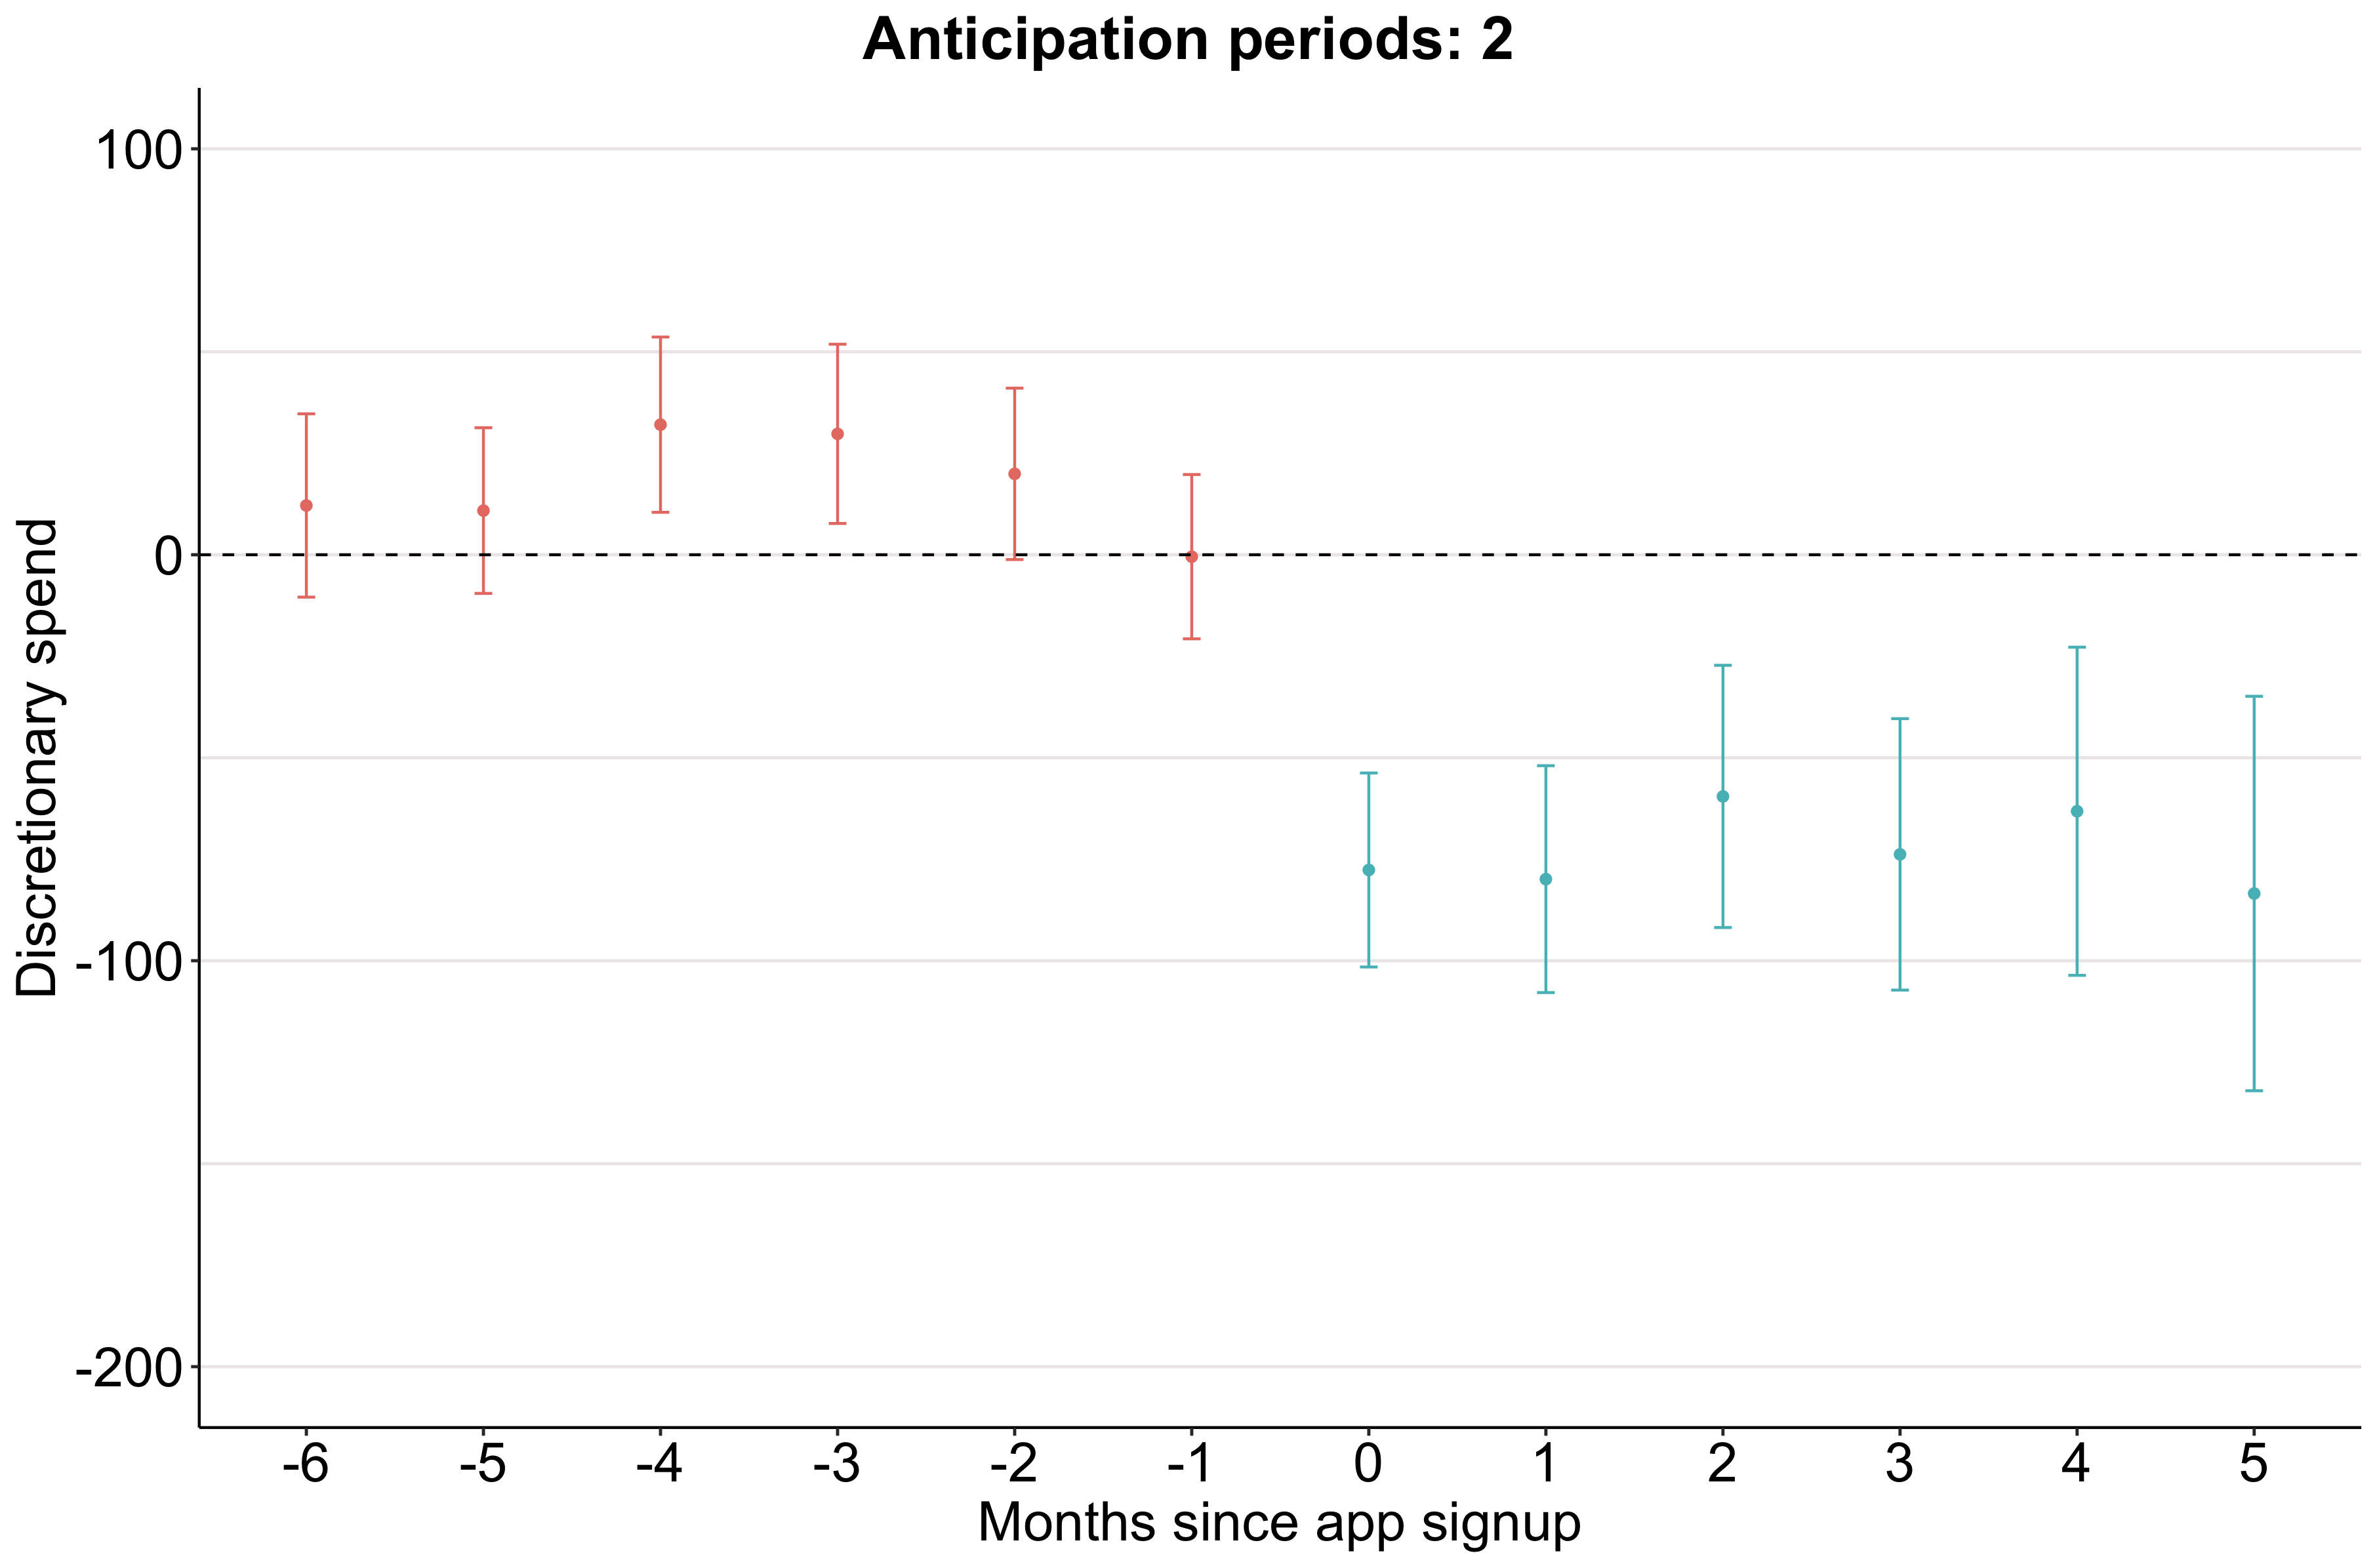 Anticipation periods: 2
Discretionary spend
100
0
-100
-200
-6 -5 -4 -3 -2 -1 0 1 2 3 4 5
Months since app signup